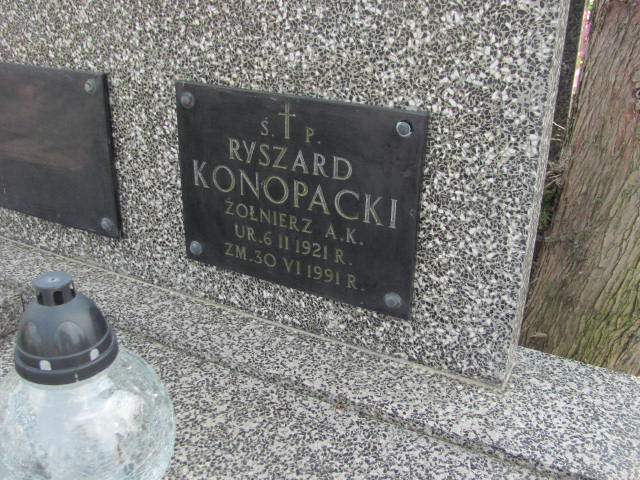 Ś. P.
RYSZARD
KONOPACKI
ŻOŁNIERZ A.K.
UR. 6 II 1921 R.
ZM. 30 VI 1991 R.